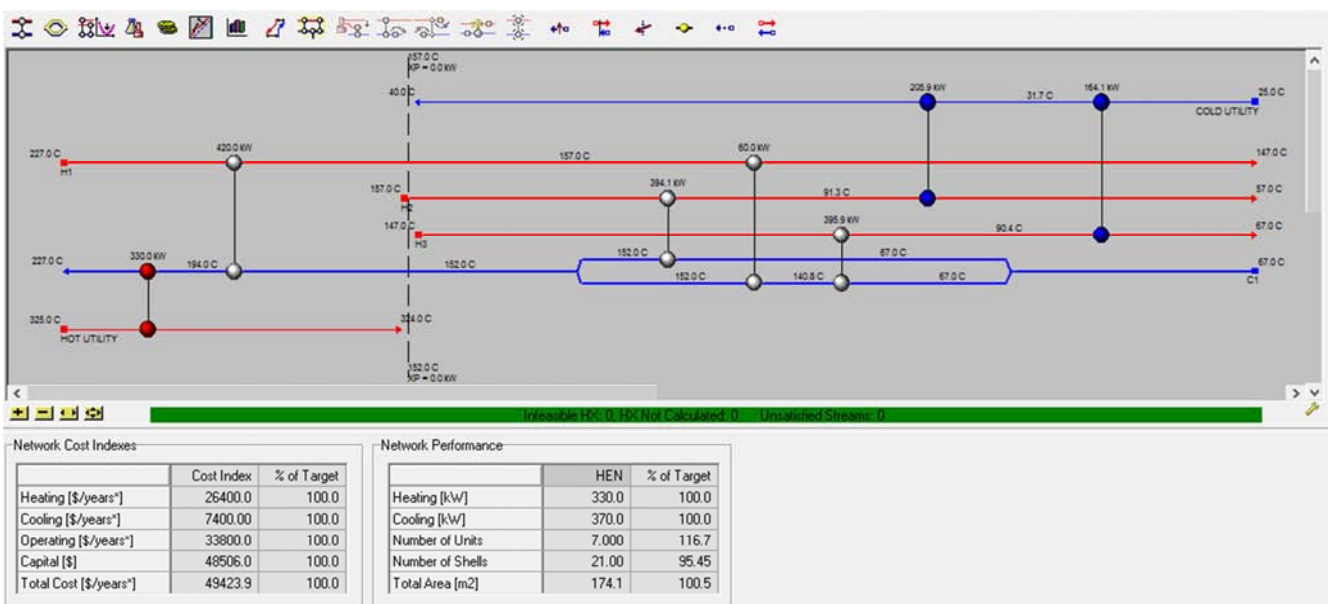 157.0 C
XP = 0.0 kW
40.0 C
205.9 kW
31.7 C
164.1 kW
25.0 C
COLD UTILITY
227.0 C
H1
420.0 kW
157.0 C
60.0 kW
147.0 C
157.0 C
H2
394.1 kW
91.3 C
57.0 C
147.0 C
H3
395.9 kW
90.4 C
67.0 C
227.0 C
330.0 kW
194.0 C
152.0 C
152.0 C
67.0 C
152.0 C
140.8 C
67.0 C
67.0 C
C1
325.0 C
HOT UTILITY
324.0 C
152.0 C
XP = 0.0 kW
Infeasible HX: 0, HX Not Calculated: 0 Unsatisfied Streams: 0
Network Cost Indexes
Cost Index % of Target
Heating [$/years*] 26400.0 100.0
Cooling [$/years*] 7400.00 100.0
Operating [$/years*] 33800.0 100.0
Capital [$] 48506.0 100.0
Total Cost [$/years*] 49423.9 100.0
Network Performance
HEN % of Target
Heating [kW] 330.0 100.0
Cooling [kW] 370.0 100.0
Number of Units 7.000 116.7
Number of Shells 21.00 95.45
Total Area [m2] 174.1 100.5